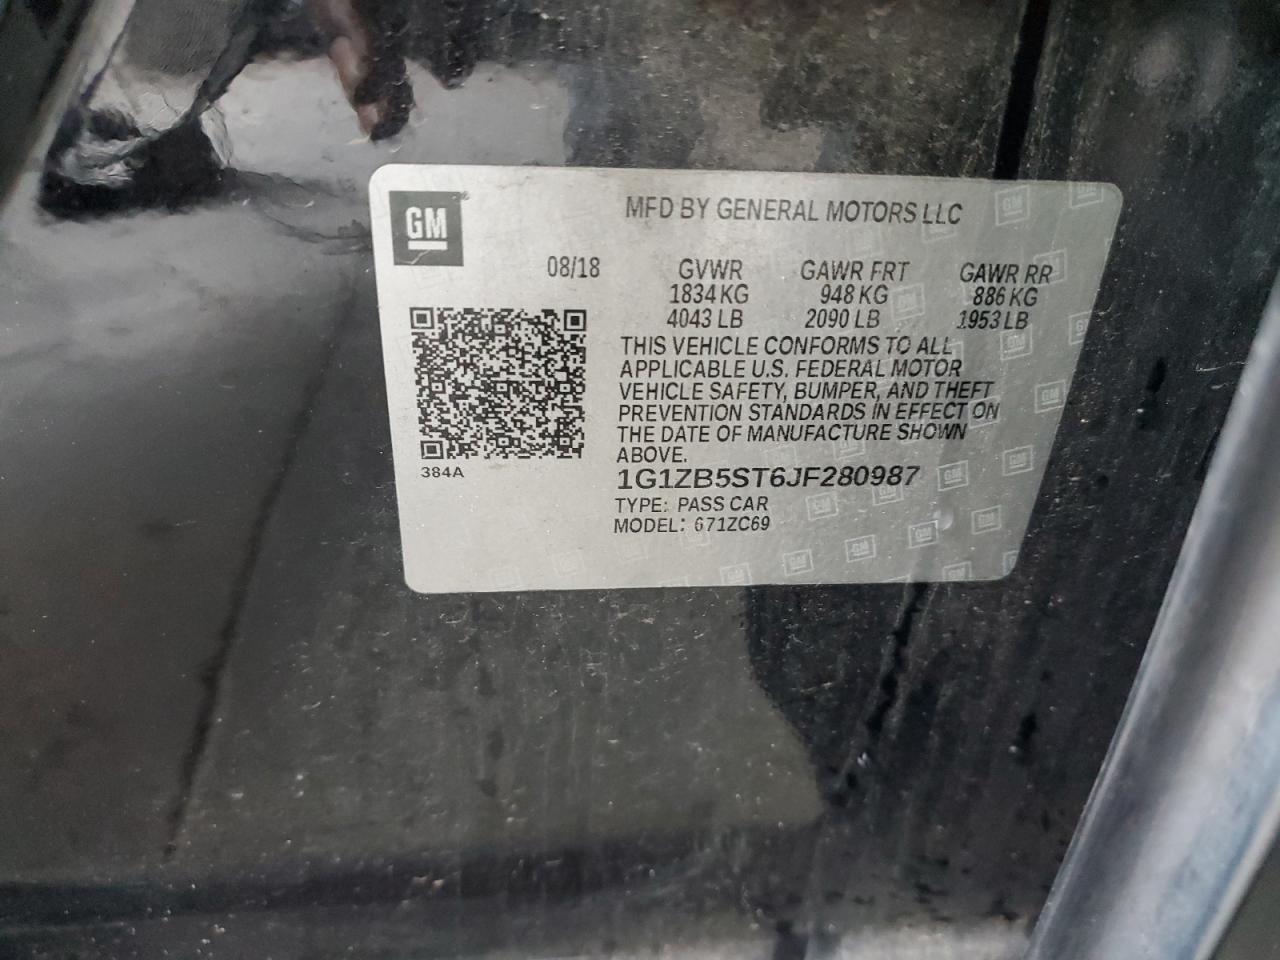 GM
MFD BY GENERAL MOTORS LLC
08/18 GVWR GAWR FRT GAWR RR
1834 KG 948 KG 886 KG
4043 LB 2090 LB 1953 LB
THIS VEHICLE CONFORMS TO ALL
APPLICABLE U.S. FEDERAL MOTOR
VEHICLE SAFETY, BUMPER, AND THEFT
PREVENTION STANDARDS IN EFFECT ON
THE DATE OF MANUFACTURE SHOWN
ABOVE.
384A
1G1ZB5ST6JF280987
TYPE: PASS CAR
MODEL: 671ZC69